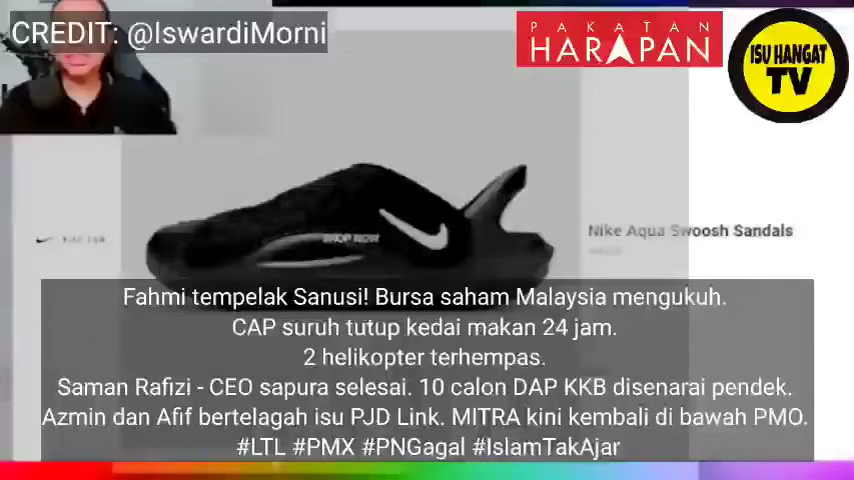 CREDIT: @IswardiMorni
PAKATAN
HARAPAN
ISU HANGAT
TV
Nike Aqua Swoosh Sandals
SHOP NOW
Fahmi tempelak Sanusi! Bursa saham Malaysia mengukuh.
CAP suruh tutup kedai makan 24 jam.
2 helikopter terhempas.
Saman Rafizi - CEO sapura selesai. 10 calon DAP KKB disenarai pendek.
Azmin dan Afif bertelagah isu PJD Link. MITRA kini kembali di bawah PMO.
#LTL #PMX #PNGagal #IslamTakAjar